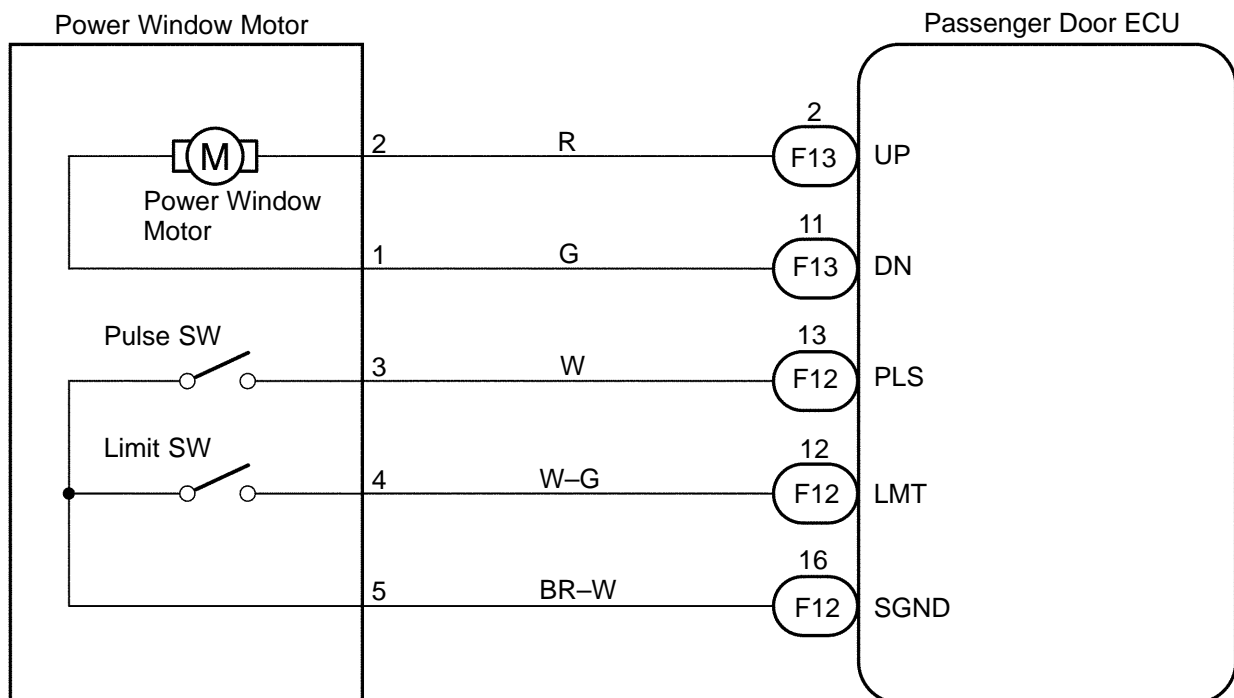 Power Window Motor
Passenger Door ECU
M
Power Window
Motor
2
R
2
F13
UP
1
G
11
F13
DN
Pulse SW
3
W
13
F12
PLS
Limit SW
4
W–G
12
F12
LMT
5
BR–W
16
F12
SGND